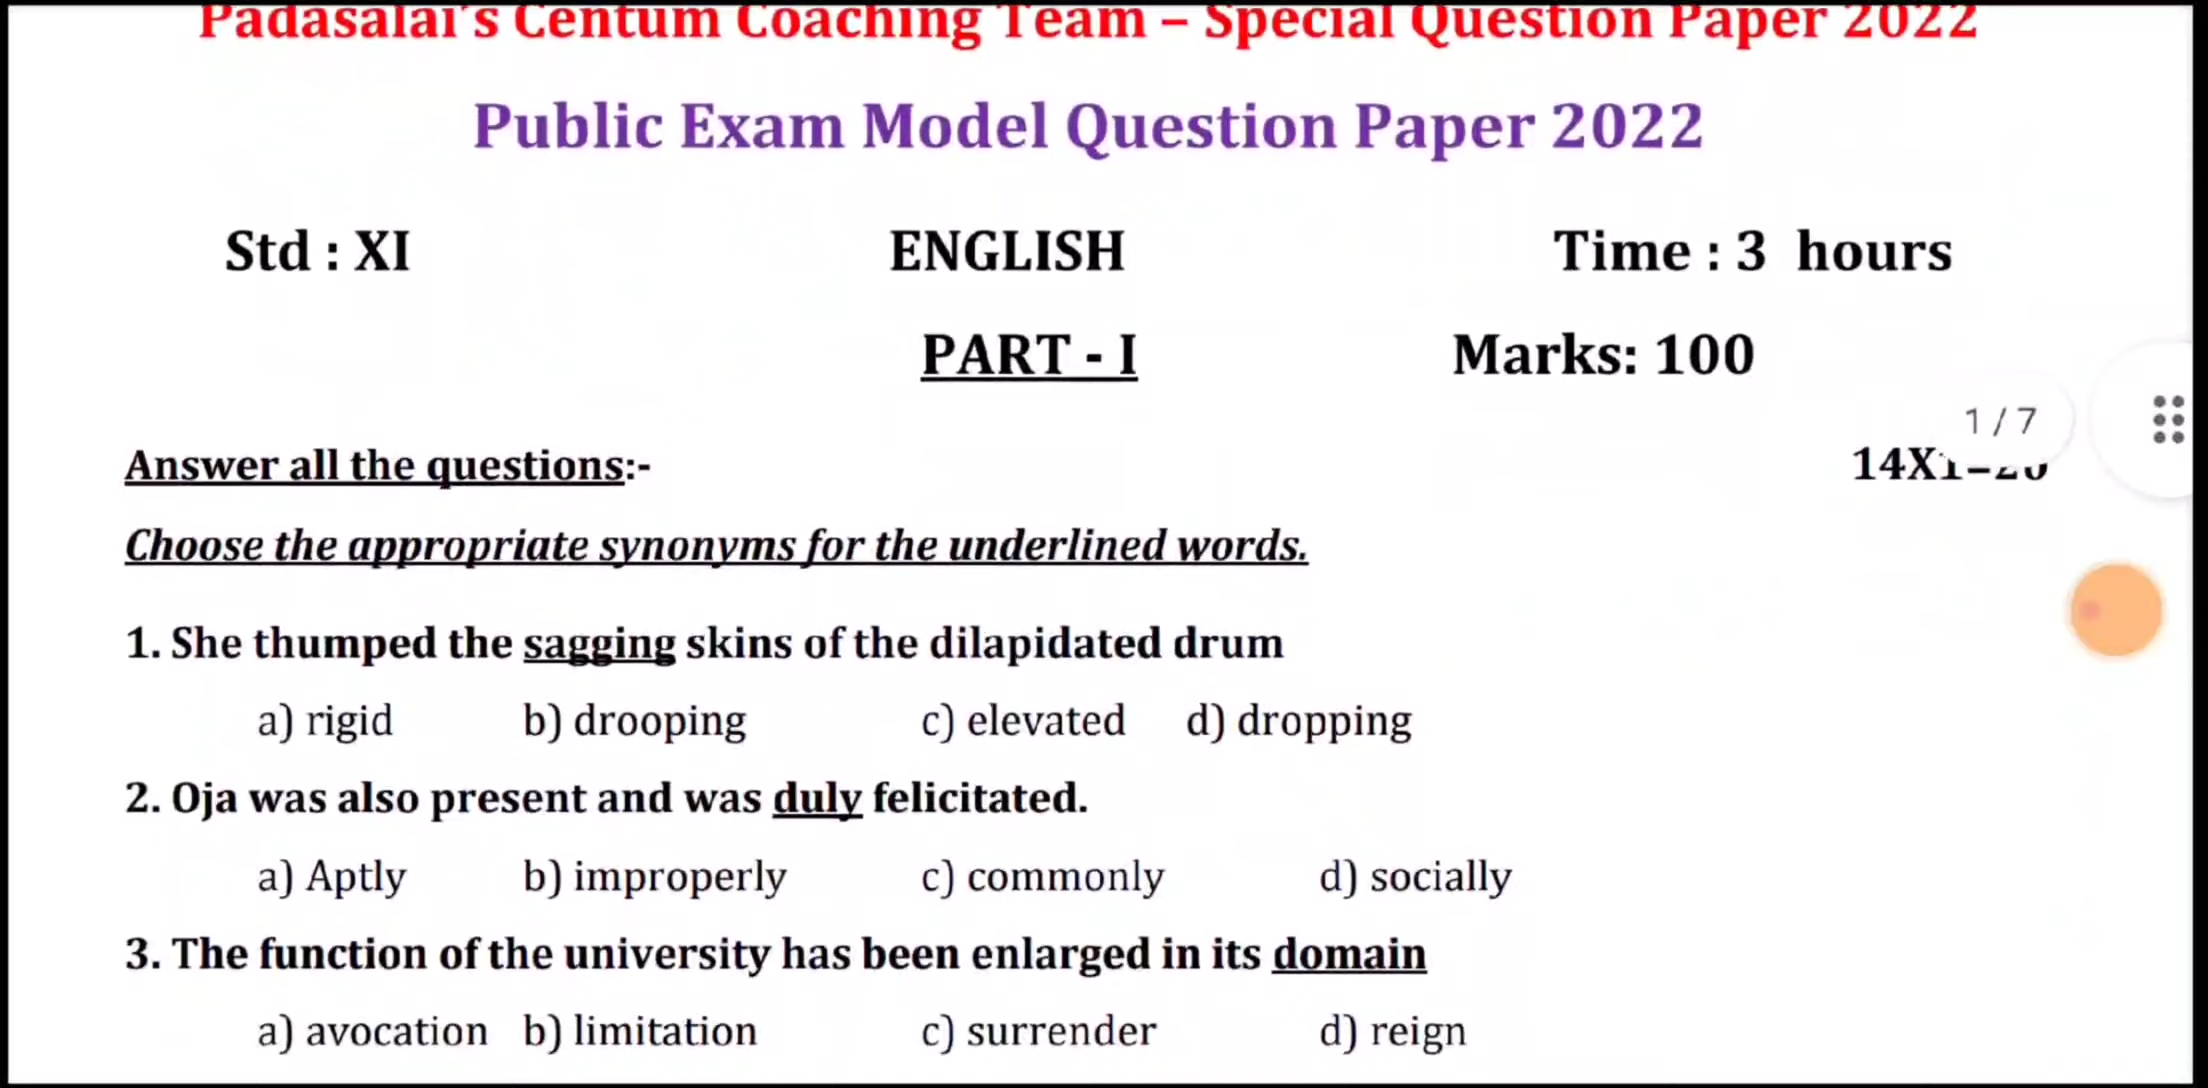 Padasalai's Centum Coaching Team – Special Question Paper 2022
Public Exam Model Question Paper 2022
Std : XI ENGLISH Time : 3 hours
PART - I Marks: 100
1 / 7
Answer all the questions:- 14X1=20
Choose the appropriate synonyms for the underlined words.
1. She thumped the sagging skins of the dilapidated drum
a) rigid b) drooping c) elevated d) dropping
2. Oja was also present and was duly felicitated.
a) Aptly b) improperly c) commonly d) socially
3. The function of the university has been enlarged in its domain
a) avocation b) limitation c) surrender d) reign